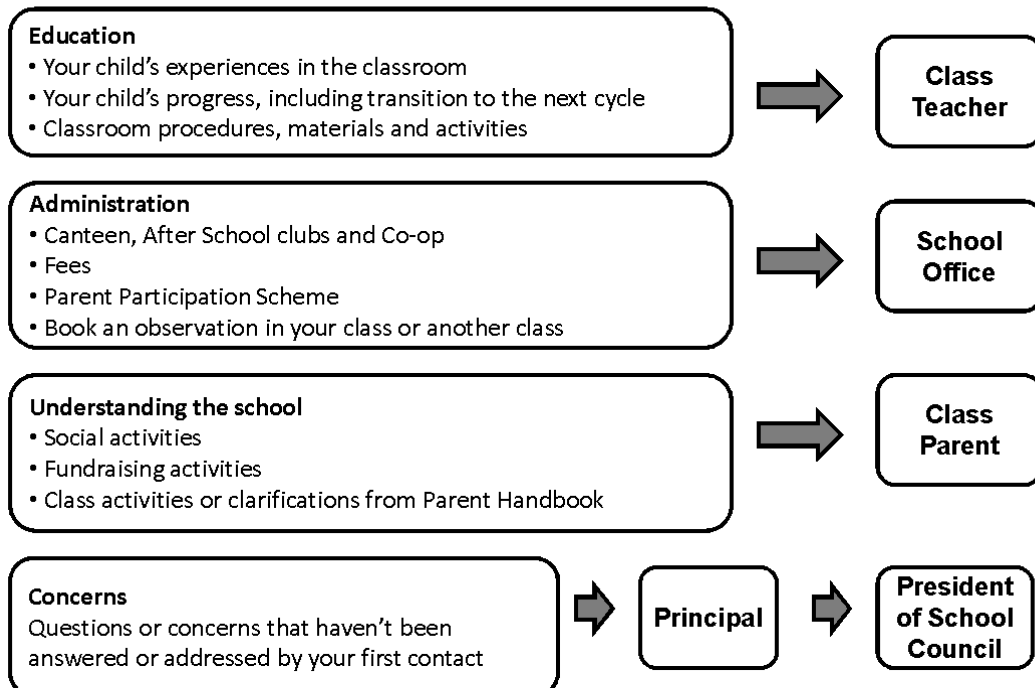 Education
• Your child’s experiences in the classroom
• Your child’s progress, including transition to the next cycle
• Classroom procedures, materials and activities
Class
Teacher
Administration
• Canteen, After School clubs and Co-op
• Fees
• Parent Participation Scheme
• Book an observation in your class or another class
School
Office
Understanding the school
• Social activities
• Fundraising activities
• Class activities or clarifications from Parent Handbook
Class
Parent
Concerns
Questions or concerns that haven’t been
answered or addressed by your first contact
Principal
President
of School
Council